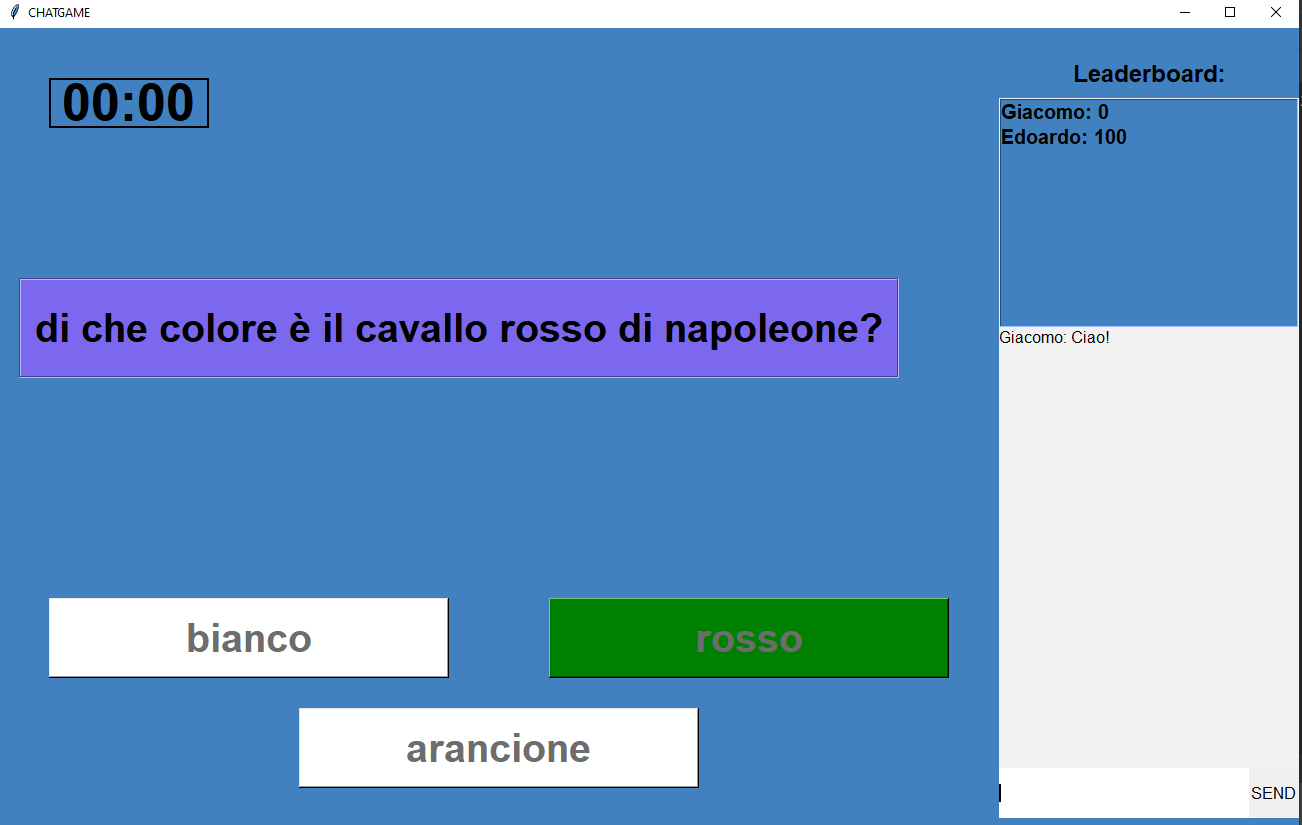 CHATGAME
00:00
Leaderboard:
Giacomo: 0
Edoardo: 100
di che colore è il cavallo rosso di napoleone?
Giacomo: Ciao!
bianco
rosso
arancione
SEND